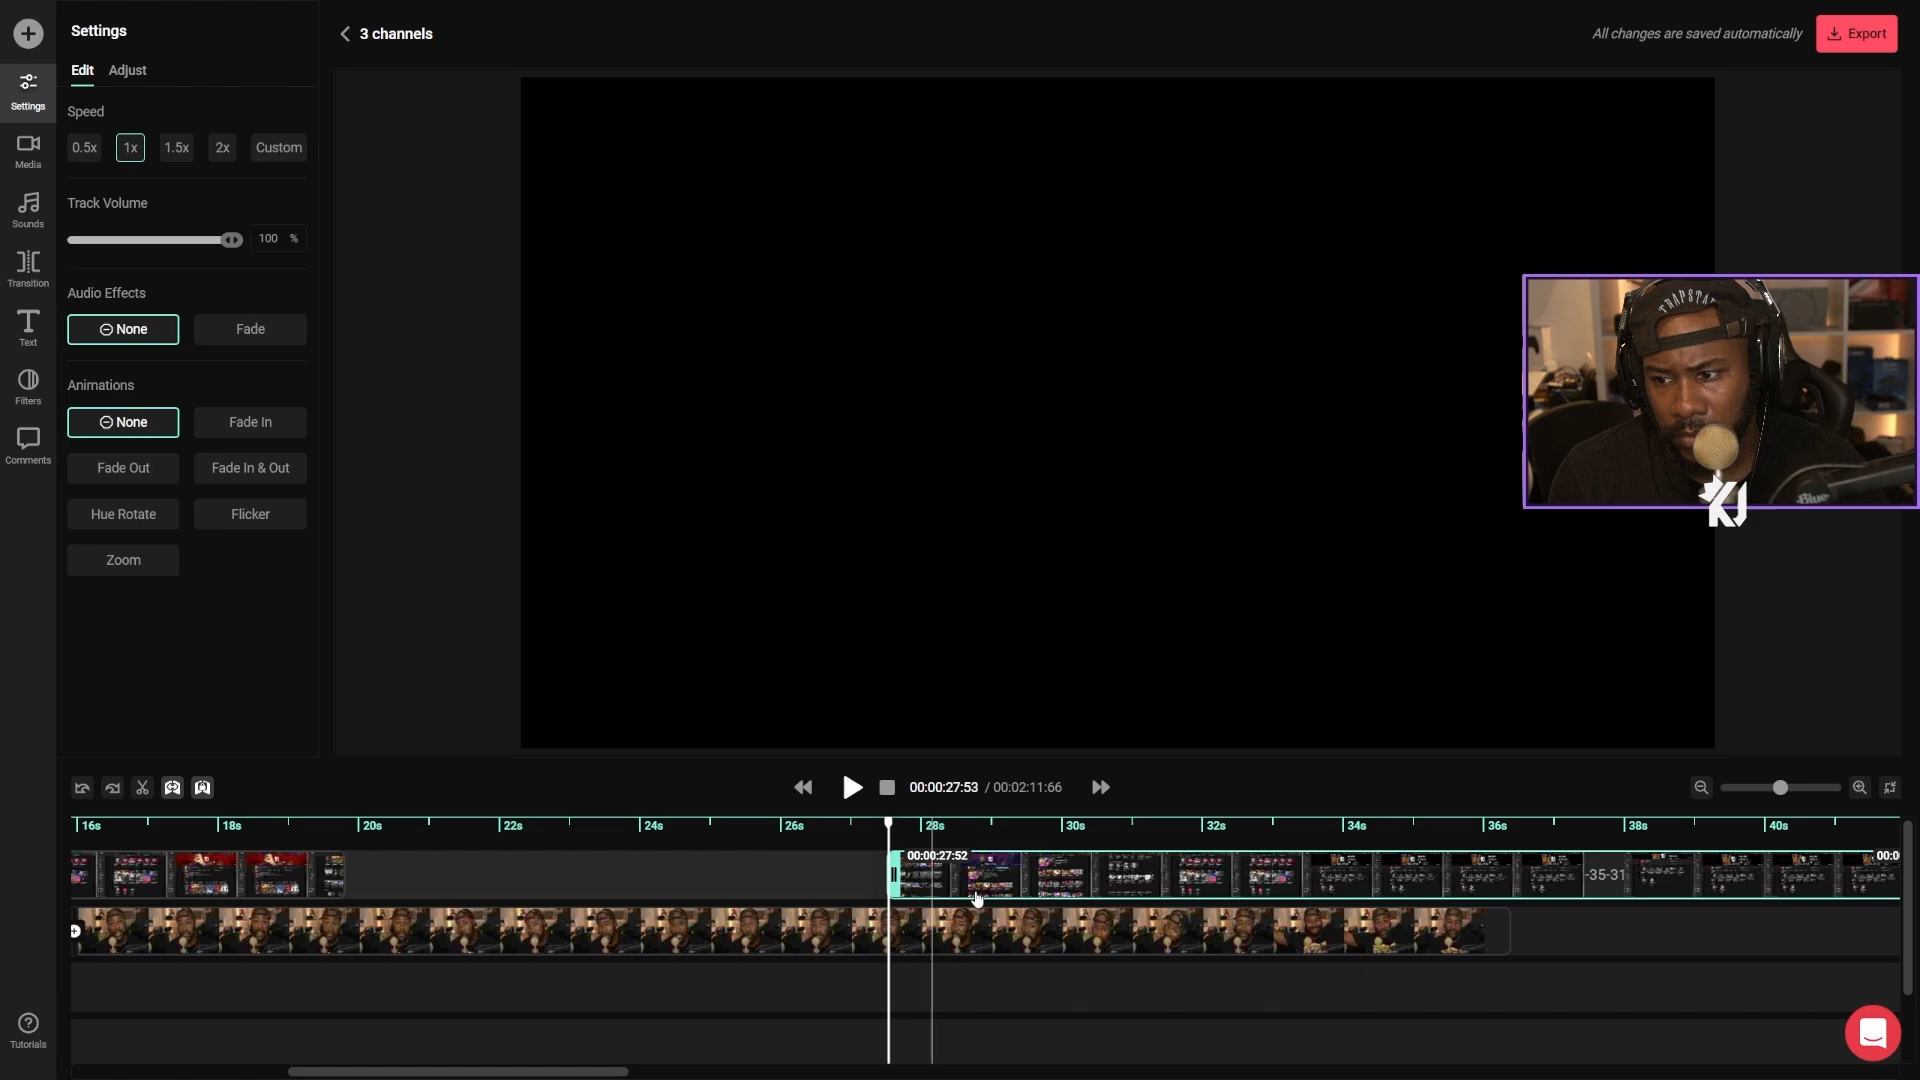 Settings
3 channels
All changes are saved automatically
Export
Edit
Adjust
Settings
Speed
0.5x
1x
1.5x
2x
Custom
Media
Track Volume
100 %
Sounds
Transition
Audio Effects
None
Fade
Text
Filters
Animations
None
Fade In
Comments
Fade Out
Fade In & Out
Hue Rotate
Flicker
Zoom
TRAPSTA
Blue
KJ
00:00:27:53 / 00:02:11:66
16s
18s
20s
22s
24s
26s
28s
30s
32s
34s
36s
38s
40s
00:00:27:52
00:0
-35-31
Tutorials